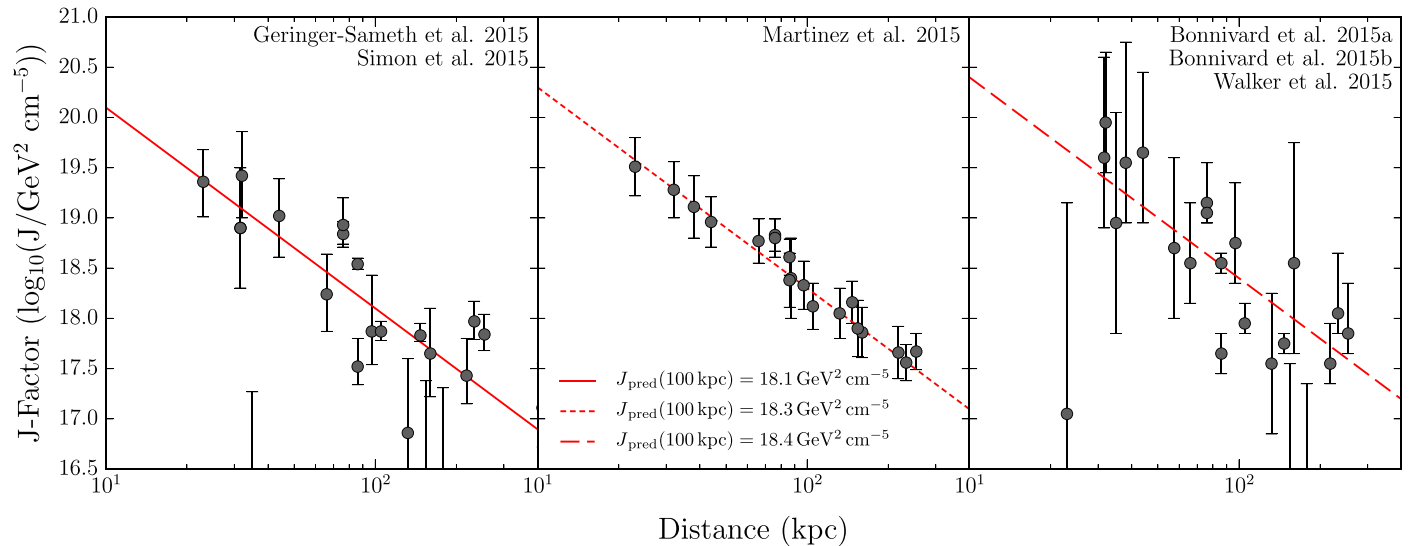 Geringer-Sameth et al. 2015
Simon et al. 2015
Martinez et al. 2015
Bonnivard et al. 2015a
Bonnivard et al. 2015b
Walker et al. 2015
J-Factor (log₁₀(J/GeV² cm⁻⁵))
21.0
20.5
20.0
19.5
19.0
18.5
18.0
17.5
17.0
16.5
J_pred(100 kpc) = 18.1 GeV² cm⁻⁵
J_pred(100 kpc) = 18.3 GeV² cm⁻⁵
J_pred(100 kpc) = 18.4 GeV² cm⁻⁵
10¹ 10² 10¹ 10² 10¹ 10²
Distance (kpc)